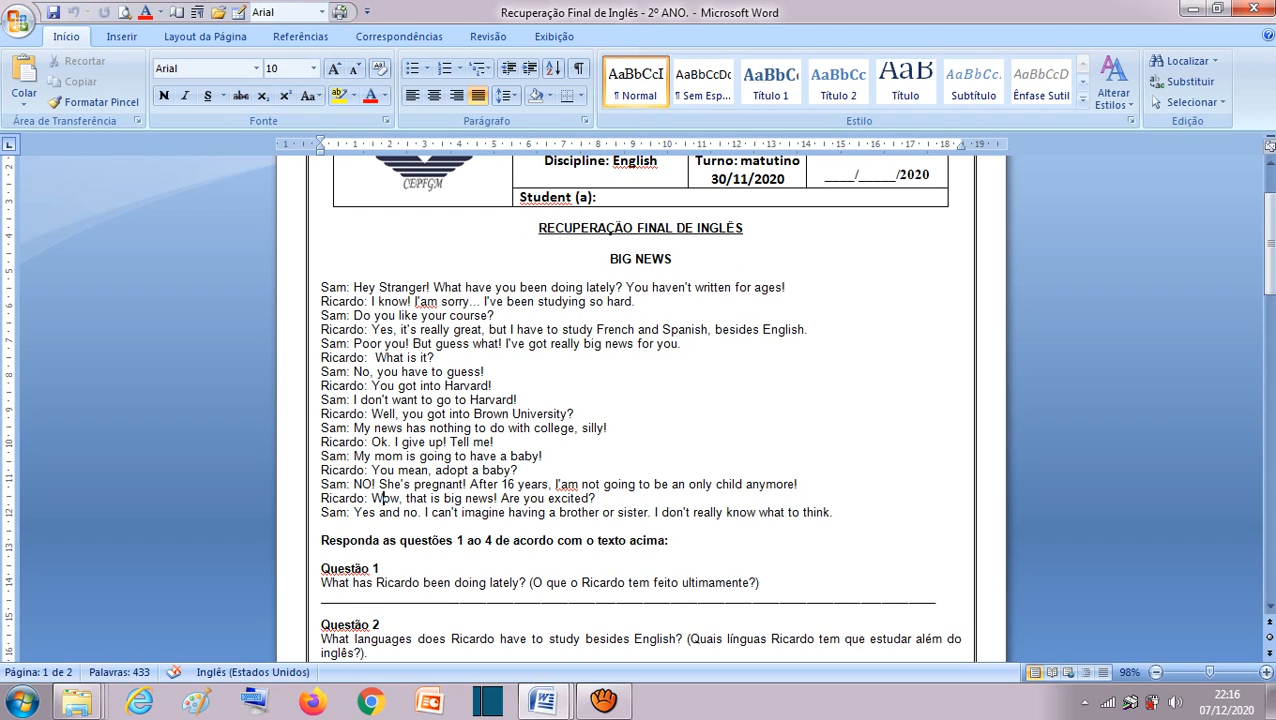 Recuperação Final de Inglês - 2º ANO. - Microsoft Word
Arial
Início Inserir Layout da Página Referências Correspondências Revisão Exibição
Colar
Recortar
Copiar
Formatar Pincel
Área de Transferência
Arial 10
N I S abc x₂ x² Aa
Fonte
Parágrafo
AaBbCcI AaBbCcD: AaBbC AaBbCc AaB AaBbCcL AaBbCcD:
¶ Normal ¶ Sem Esp... Título 1 Título 2 Título Subtítulo Ênfase Sutil
Alterar Estilos
Estilo
Localizar
Substituir
Selecionar
Edição
CEPFGM
Discipline: English
Turno: matutino
30/11/2020
____/_____/2020
Student (a):
RECUPERAÇÃO FINAL DE INGLÊS
BIG NEWS
Sam: Hey Stranger! What have you been doing lately? You haven't written for ages!
Ricardo: I know! I'am sorry... I've been studying so hard.
Sam: Do you like your course?
Ricardo: Yes, it's really great, but I have to study French and Spanish, besides English.
Sam: Poor you! But guess what! I've got really big news for you.
Ricardo: What is it?
Sam: No, you have to guess!
Ricardo: You got into Harvard!
Sam: I don't want to go to Harvard!
Ricardo: Well, you got into Brown University?
Sam: My news has nothing to do with college, silly!
Ricardo: Ok. I give up! Tell me!
Sam: My mom is going to have a baby!
Ricardo: You mean, adopt a baby?
Sam: NO! She's pregnant! After 16 years, I'am not going to be an only child anymore!
Ricardo: Wow, that is big news! Are you excited?
Sam: Yes and no. I can't imagine having a brother or sister. I don't really know what to think.
Responda as questões 1 ao 4 de acordo com o texto acima:
Questão 1
What has Ricardo been doing lately? (O que o Ricardo tem feito ultimamente?)
Questão 2
What languages does Ricardo have to study besides English? (Quais línguas Ricardo tem que estudar além do
inglês?).
Página: 1 de 2 Palavras: 433 Inglês (Estados Unidos) 98%
22:16
07/12/2020